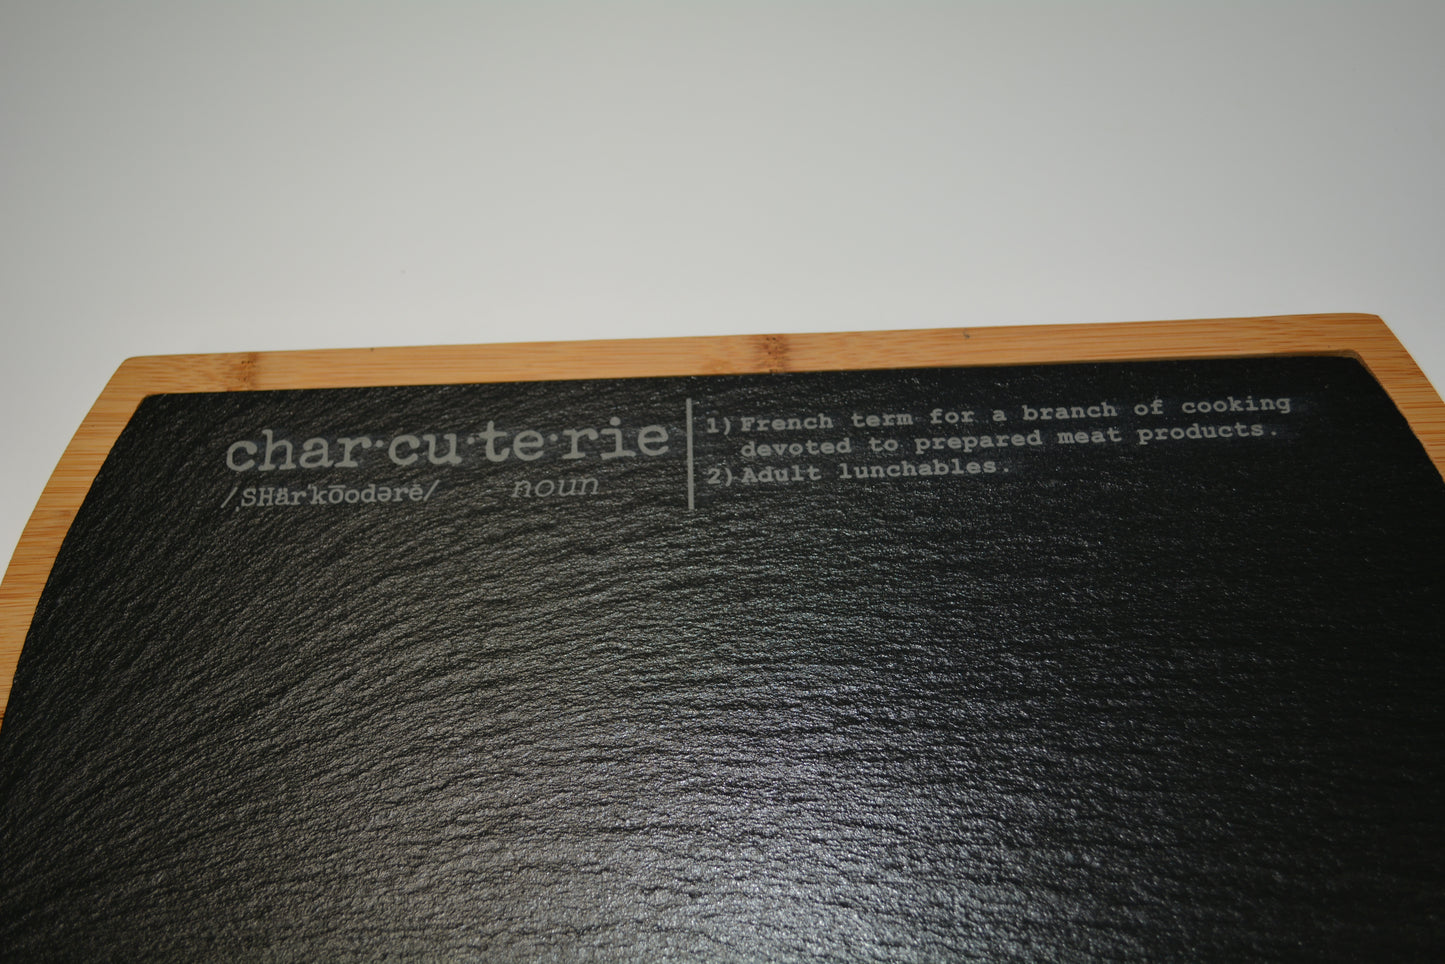 char·cu·te·rie
/ˌSHärˈko͞odərē/ noun
1) French term for a branch of cooking
devoted to prepared meat products.
2) Adult lunchables.